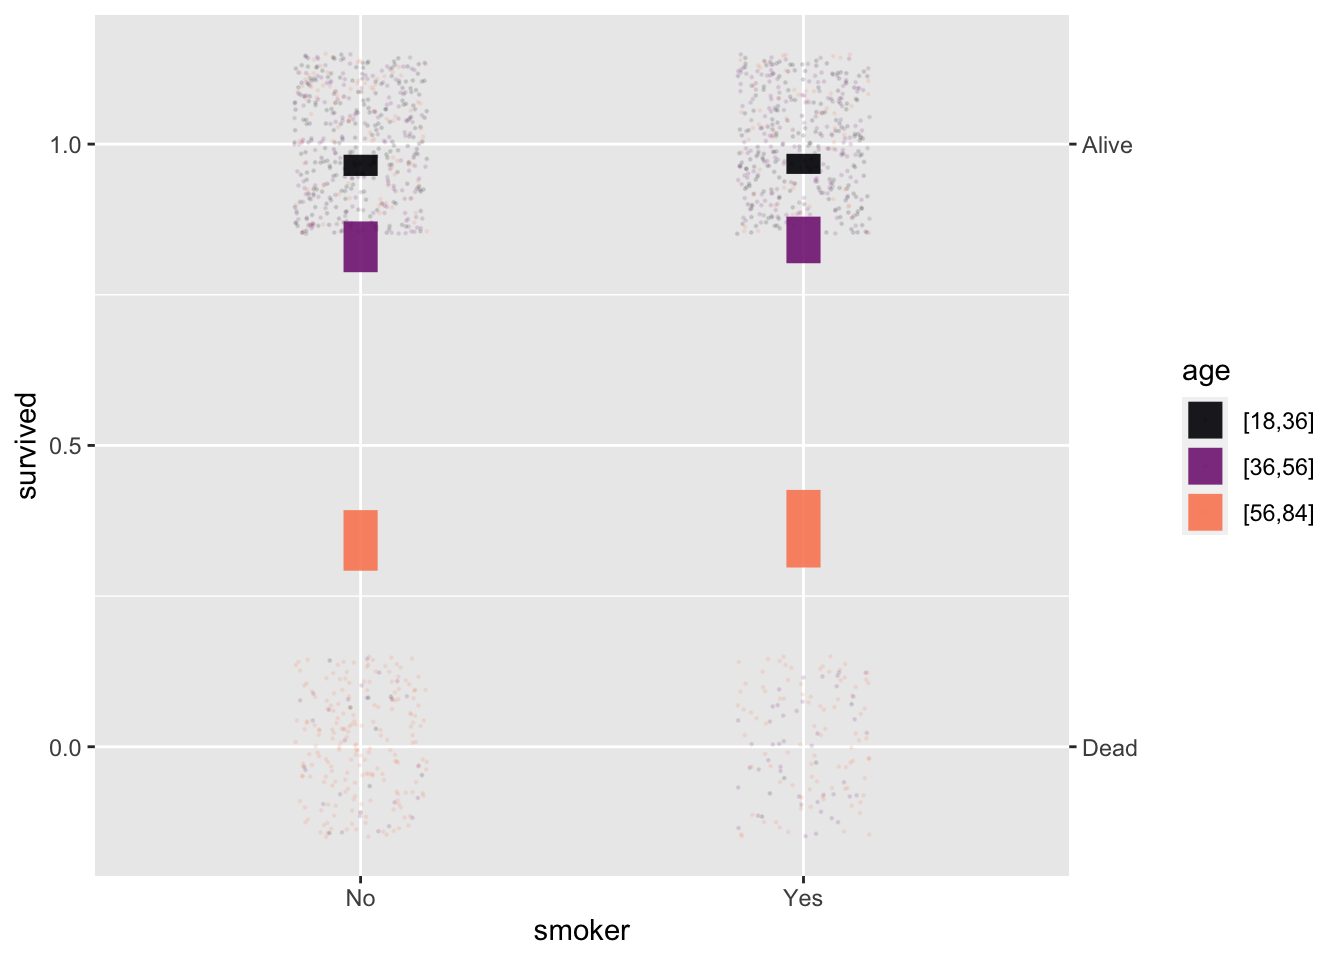 survived
1.0
0.5
0.0
Alive
Dead
No
Yes
smoker
age
[18,36]
[36,56]
[56,84]